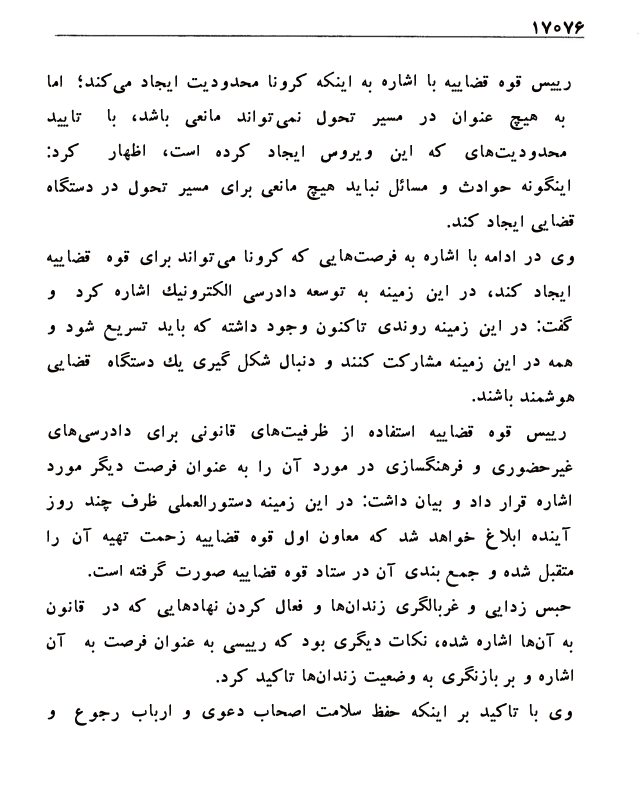 ۱۷۰۷۶
رییس قوه قضاییه با اشاره به اینکه کرونا محدودیت ایجاد می‌کند؛ اما
به هیچ عنوان در مسیر تحول نمی‌تواند مانعی باشد، با تایید
محدودیت‌های که این ویروس ایجاد کرده است، اظهار کرد:
اینگونه حوادث و مسائل نباید هیچ مانعی برای مسیر تحول در دستگاه
قضایی ایجاد کند.
وی در ادامه با اشاره به فرصت‌هایی که کرونا می‌تواند برای قوه قضاییه
ایجاد کند، در این زمینه به توسعه دادرسی الکترونیك اشاره کرد و
گفت: در این زمینه روندی تاکنون وجود داشته که باید تسریع شود و
همه در این زمینه مشارکت کنند و دنبال شکل گیری یك دستگاه قضایی
هوشمند باشند.
رییس قوه قضاییه استفاده از ظرفیت‌های قانونی برای دادرسی‌های
غیرحضوری و فرهنگسازی در مورد آن را به عنوان فرصت دیگر مورد
اشاره قرار داد و بیان داشت: در این زمینه دستورالعملی ظرف چند روز
آینده ابلاغ خواهد شد که معاون اول قوه قضاییه زحمت تهیه آن را
متقبل شده و جمع بندی آن در ستاد قوه قضاییه صورت گرفته است.
حبس زدایی و غربالگری زندان‌ها و فعال کردن نهادهایی که در قانون
به آن‌ها اشاره شده، نکات دیگری بود که رییسی به عنوان فرصت به آن
اشاره و بر بازنگری به وضعیت زندان‌ها تاکید کرد.
وی با تاکید بر اینکه حفظ سلامت اصحاب دعوی و ارباب رجوع و